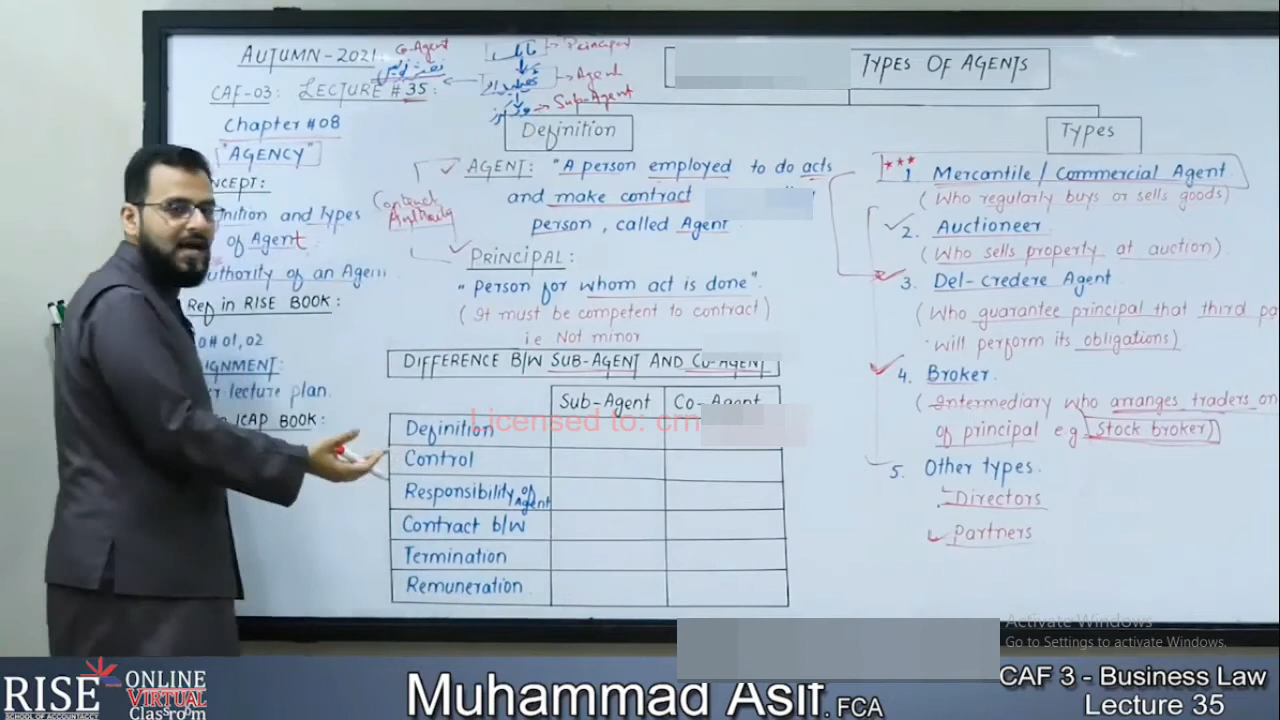 AUTUMN-2021
CAF-03: LECTURE # 35:
Chapter #08
"AGENCY"
NCEPT:
inition and Types
of Agent.
uthority of an Agen
Ref in RISE BOOK:
o# 01, 02
IGNMENT:
r lecture plan.
ICAP BOOK:
Co-Agent
→ Principal
→ Agent
→ Sub-Agent
TYPES OF AGENTS
Definition
Types
Contract
Authority
AGENT: "A person employed to do acts
and make contract
person, called Agent
PRINCIPAL:
" Person for whom act is done".
(It must be competent to contract)
i.e Not minor
DIFFERENCE B/W SUB-AGENT AND CO-AGENT
Sub-Agent Co-Agent
Definition
Control
Responsibility of Agent
Contract b/w
Termination
Remuneration
Licensed to: cm
*** 1 Mercantile / Commercial Agent
(Who regularly buys or sells goods)
2. Auctioneer
(Who sells property at auction).
3. Del-Credere Agent
(Who guarantee principal that third pa
will perform its obligations)
4. Broker.
(Intermediary who arranges traders on
of principal e.g Stock broker)
5. Other types.
Directors
Partners
Activate Windows
Go to Settings to activate Windows.
RISE
SCHOOL OF ACCOUNTANCY
ONLINE
VIRTUAL
Classroom
Muhammad Asif. FCA
CAF 3 - Business Law
Lecture 35